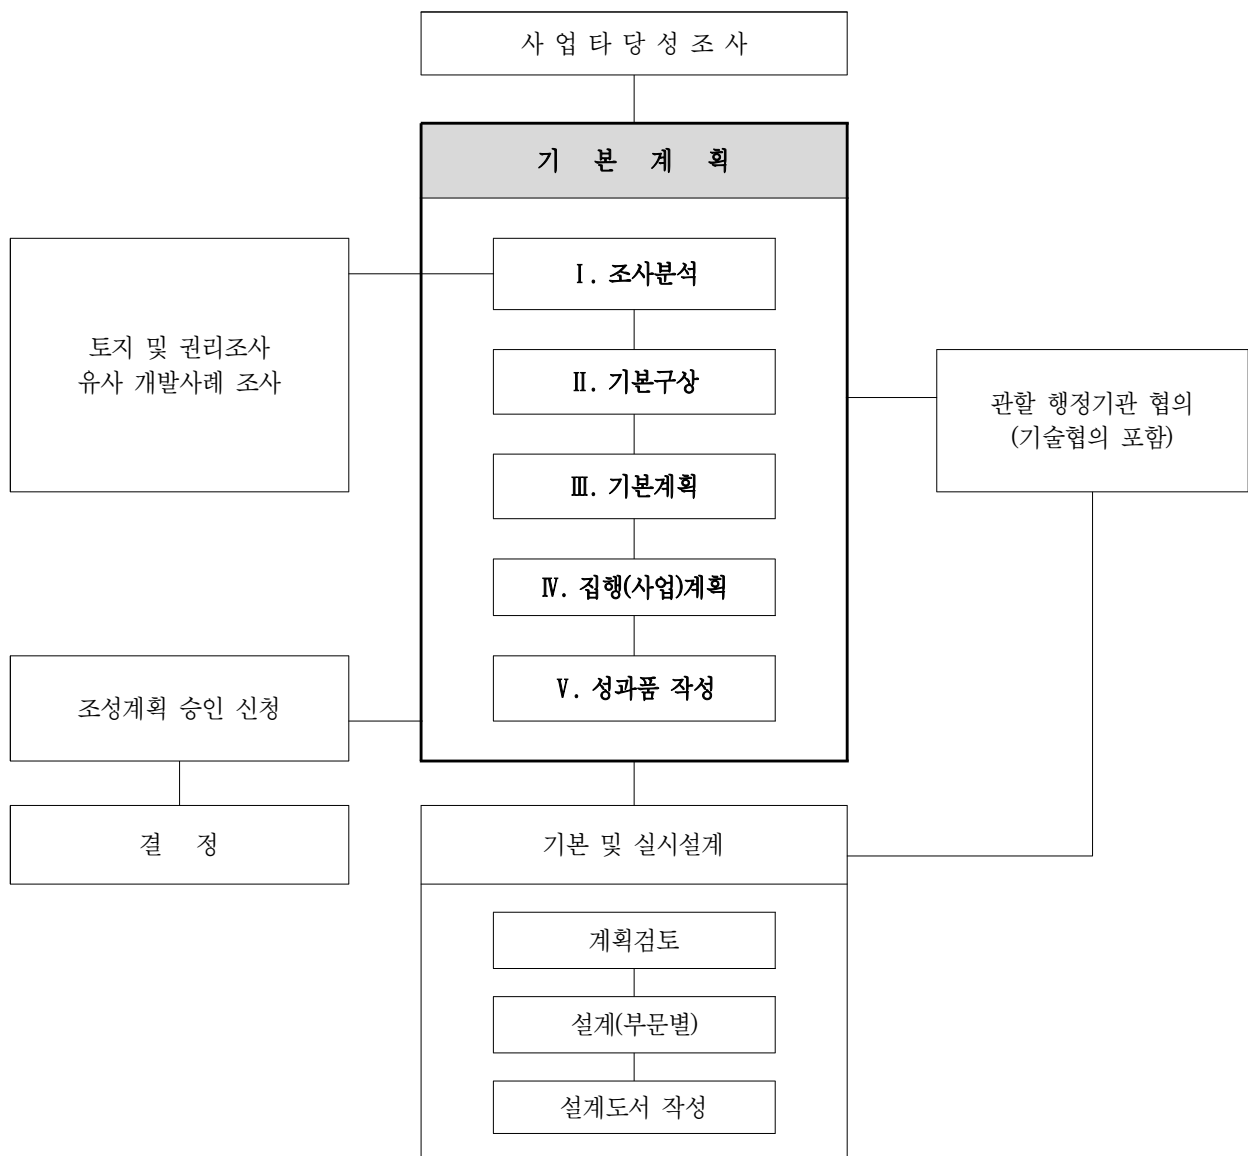 사 업 타 당 성 조 사
기 본 계 획
Ⅰ. 조사분석
토지 및 권리조사
유사 개발사례 조사
Ⅱ. 기본구상
관할 행정기관 협의
(기술협의 포함)
Ⅲ. 기본계획
Ⅳ. 집행(사업)계획
Ⅴ. 성과품 작성
조성계획 승인 신청
결 정
기본 및 실시설계
계획검토
설계(부문별)
설계도서 작성